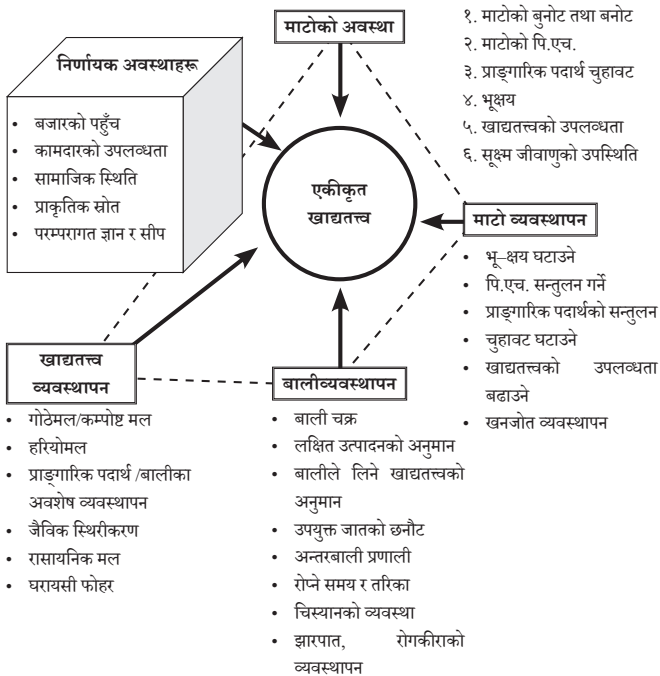 माटोको अवस्था
१. माटोको बुनोट तथा बनोट
२. माटोको पि.एच.
३. प्राङ्गारिक पदार्थ चुहावट
४. भूक्षय
५. खाद्यतत्त्वको उपलव्धता
६. सूक्ष्म जीवाणुको उपस्थिति
निर्णायक अवस्थाहरू
• बजारको पहुँच
• कामदारको उपलव्धता
• सामाजिक स्थिति
• प्राकृतिक स्रोत
• परम्परागत ज्ञान र सीप
एकीकृत
खाद्यतत्त्व
माटो व्यवस्थापन
• भू–क्षय घटाउने
• पि.एच. सन्तुलन गर्ने
• प्राङ्गारिक पदार्थको सन्तुलन
• चुहावट घटाउने
• खाद्यतत्त्वको उपलव्धता
बढाउने
• खनजोत व्यवस्थापन
खाद्यतत्त्व
व्यवस्थापन
• गोठेमल/कम्पोष्ट मल
• हरियोमल
• प्राङ्गारिक पदार्थ /बालीका
अवशेष व्यवस्थापन
• जैविक स्थिरीकरण
• रासायनिक मल
• घरायसी फोहर
बालीव्यवस्थापन
• बाली चक्र
• लक्षित उत्पादनको अनुमान
• बालीले लिने खाद्यतत्त्वको
अनुमान
• उपयुक्त जातको छनौट
• अन्तरबाली प्रणाली
• रोप्ने समय र तरिका
• चिस्यानको व्यवस्था
• झारपात, रोगकीराको
व्यवस्थापन